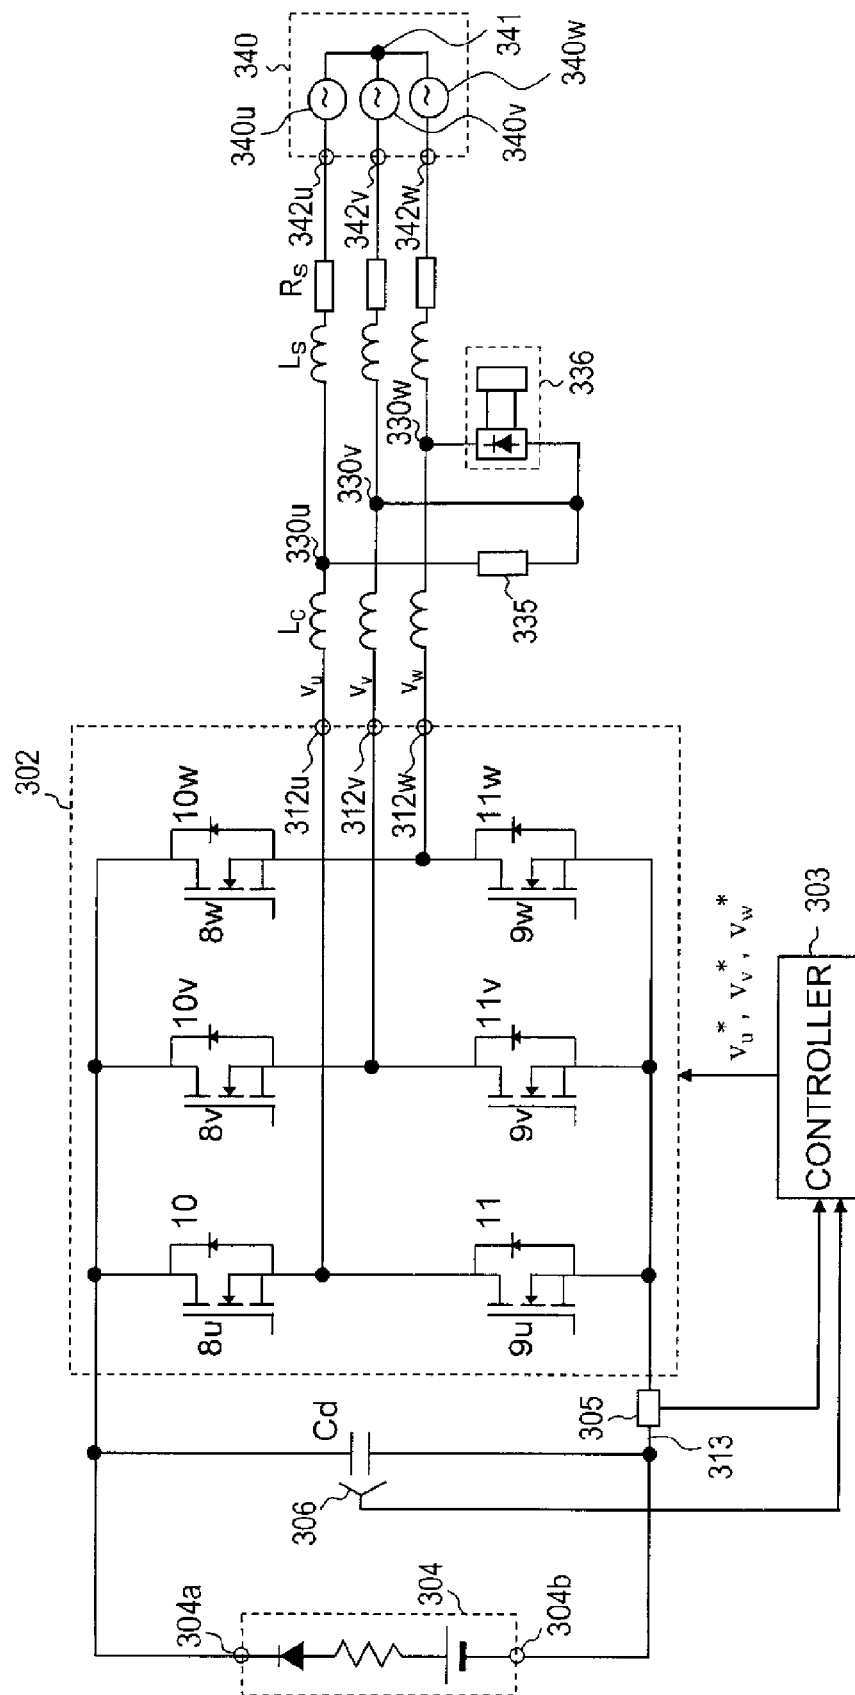 340
341
340u
340w
340v
342u
342v
342w
Rs
Ls
330w
336
330v
330u
335
Lc
vu
vv
vw
302
312u
312v
312w
10w
11w
8w
9w
10v
11v
8v
9v
10
11
8u
9u
vu*, vv*, vw*
303
CONTROLLER
305
313
Cd
306
304
304a
304b